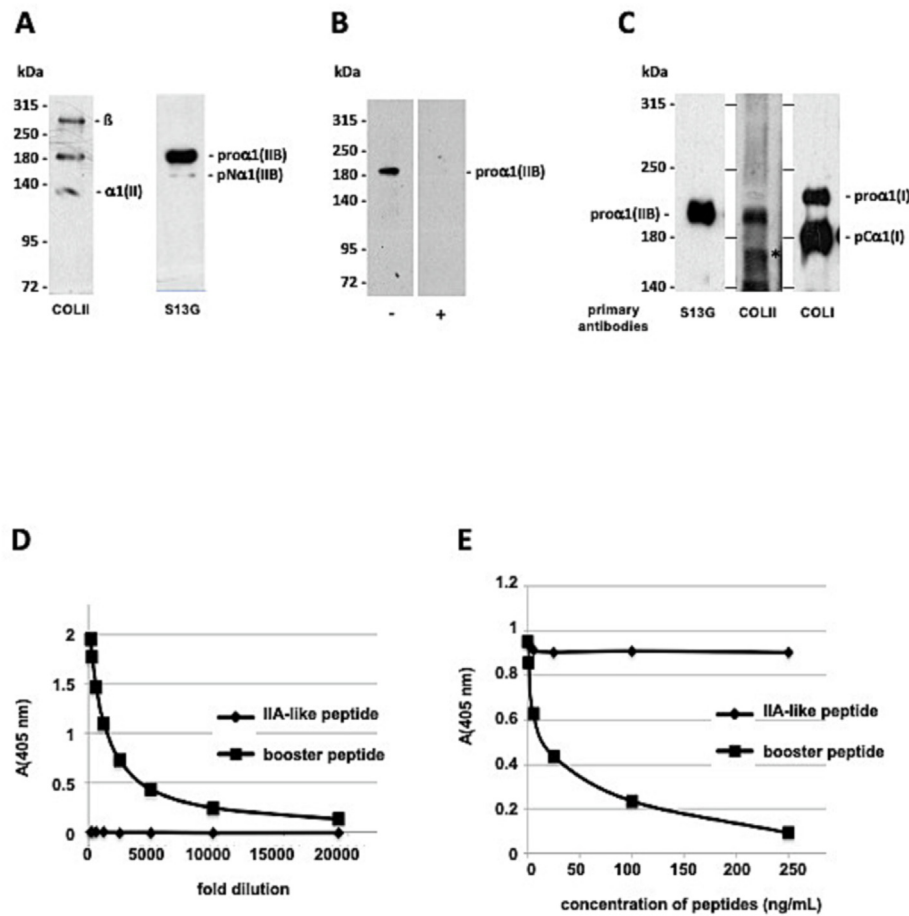 A
kDa
315 -
250 -
180 -
140 -
95 -
72 -
- ß
- α1(II)
COLII
- proα1(IIB)
- pNα1(IIB)
S13G
B
kDa
315 -
250 -
180 -
140 -
95 -
72 -
- proα1(IIB)
- +
C
kDa
315 -
250 -
proα1(IIB) -
180 -
140 -
*
- proα1(I)
- pCα1(I)
primary antibodies
S13G COLII COLI
D
A(405 nm)
2
1.5
1
0.5
0
IIA-like peptide
booster peptide
0 5000 10000 15000 20000
fold dilution
E
A(405 nm)
1.2
1
0.8
0.6
0.4
0.2
0
IIA-like peptide
booster peptide
0 50 100 150 200 250
concentration of peptides (ng/mL)